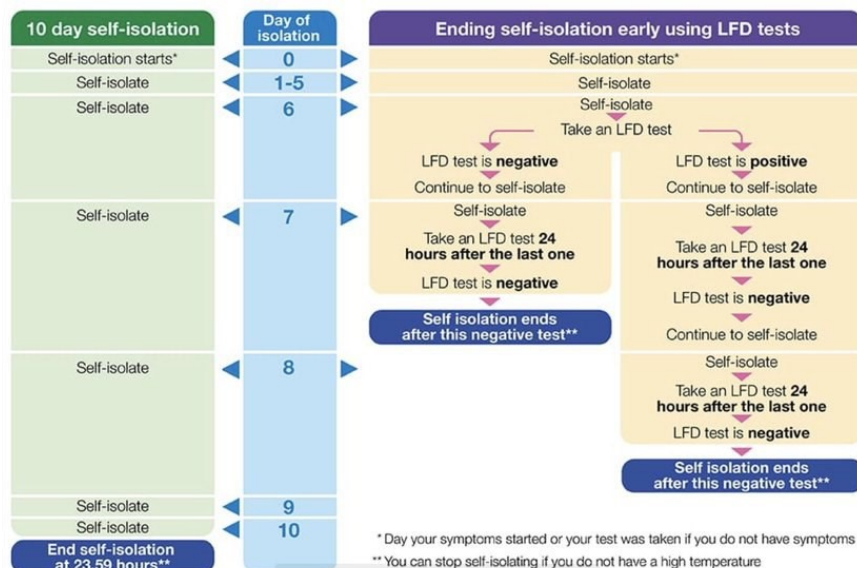 10 day self-isolation
Day of
isolation
Ending self-isolation early using LFD tests
Self-isolation starts*
0
Self-isolation starts*
Self-isolate
1-5
Self-isolate
Self-isolate
6
Self-isolate
Take an LFD test
LFD test is negative
Continue to self-isolate
LFD test is positive
Continue to self-isolate
Self-isolate
7
Self-isolate
Take an LFD test 24
hours after the last one
LFD test is negative
Self isolation ends
after this negative test**
Self-isolate
Take an LFD test 24
hours after the last one
LFD test is negative
Continue to self-isolate
Self-isolate
8
Self-isolate
Take an LFD test 24
hours after the last one
LFD test is negative
Self isolation ends
after this negative test**
Self-isolate
9
Self-isolate
10
End self-isolation
at 23.59 hours**
* Day your symptoms started or your test was taken if you do not have symptoms
** You can stop self-isolating if you do not have a high temperature